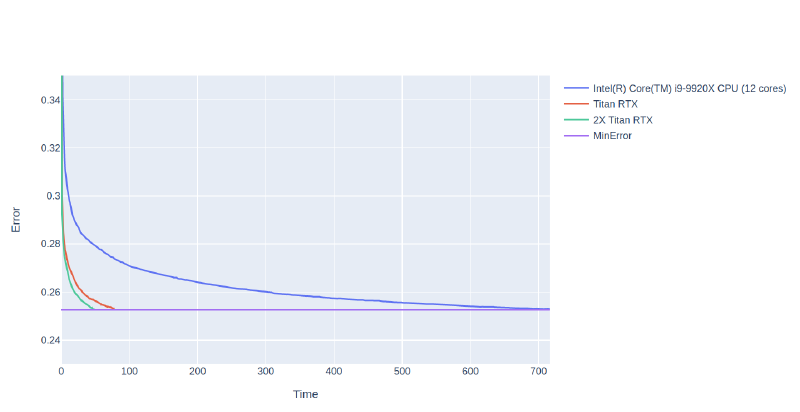 Intel(R) Core(TM) i9-9920X CPU (12 cores)
Titan RTX
2X Titan RTX
MinError
0.34
0.32
0.3
0.28
0.26
0.24
Error
0 100 200 300 400 500 600 700
Time